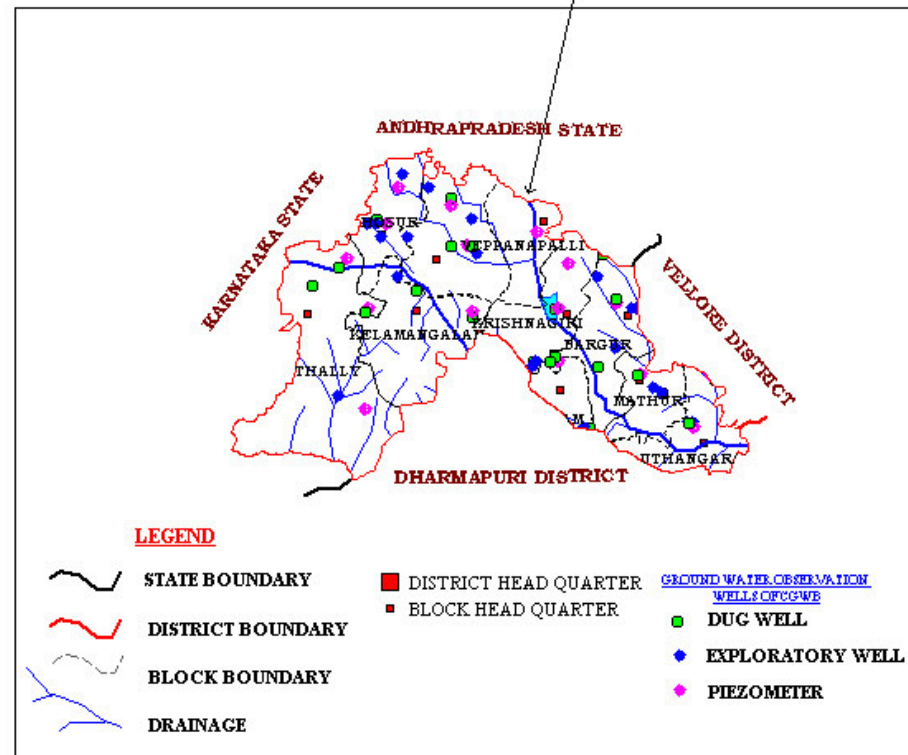 ANDHRAPRADESH STATE
KARNATAKA STATE
HOSUR
VEPPANAPALLI
VELLORE DISTRICT
KRISHNAGIRI
KELAMANGALAM
BARGUR
THALLY
MATHUR
UTHANGAR
DHARMAPURI DISTRICT
LEGEND
STATE BOUNDARY
DISTRICT BOUNDARY
BLOCK BOUNDARY
DRAINAGE
DISTRICT HEAD QUARTER
BLOCK HEAD QUARTER
GROUND WATER OBSERVATION
WELLS OF CGWB
DUG WELL
EXPLORATORY WELL
PIEZOMETER